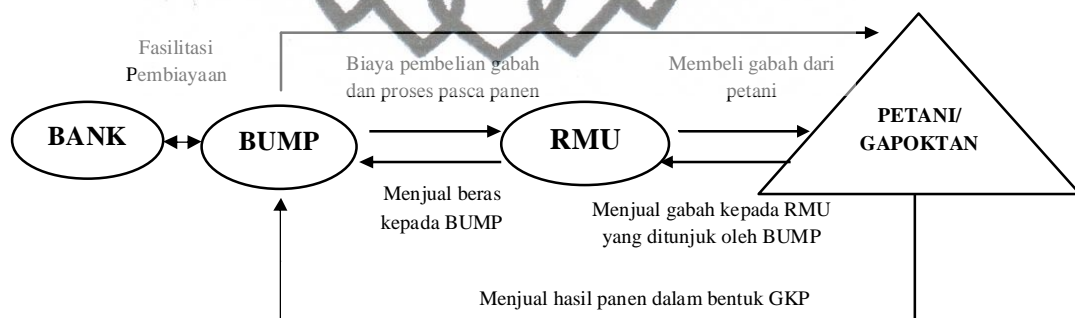 Fasilitasi
Pembiayaan
Biaya pembelian gabah
dan proses pasca panen
Membeli gabah dari
petani
BANK
BUMP
RMU
PETANI/
GAPOKTAN
Menjual beras
kepada BUMP
Menjual gabah kepada RMU
yang ditunjuk oleh BUMP
Menjual hasil panen dalam bentuk GKP